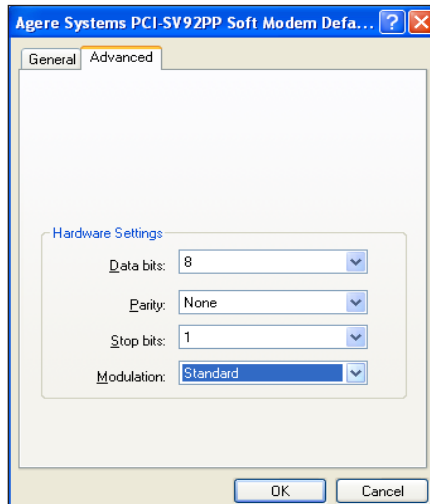 Agere Systems PCI-SV92PP Soft Modem Defa...
General Advanced
Hardware Settings
Data bits: 8
Parity: None
Stop bits: 1
Modulation: Standard
OK Cancel